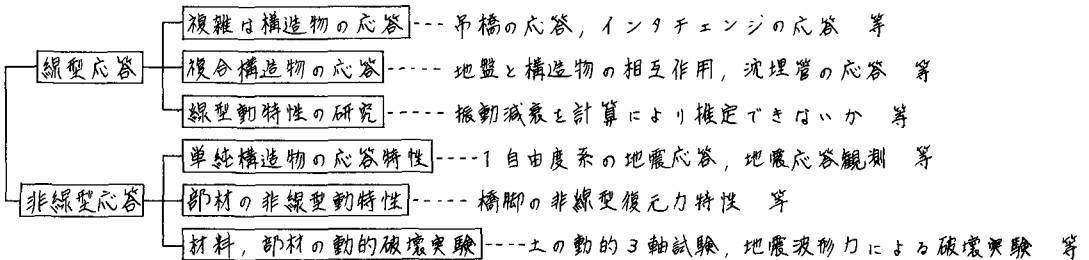 複雑な構造物の応答 ---- 吊橋の応答, インタチェンジの応答 等
線型応答
複合構造物の応答 ----- 地盤と構造物の相互作用, 沈埋管の応答 等
線型動特性の研究 ----- 振動減衰を計算により推定できないか 等
単純構造物の応答特性 ---- 1自由度系の地震応答, 地震応答観測 等
非線型応答
部材の非線型動特性 ----- 橋脚の非線型復元力特性 等
材料, 部材の動的破壊実験 ---- 土の動的3軸試験, 地震波形力による破壊実験 等